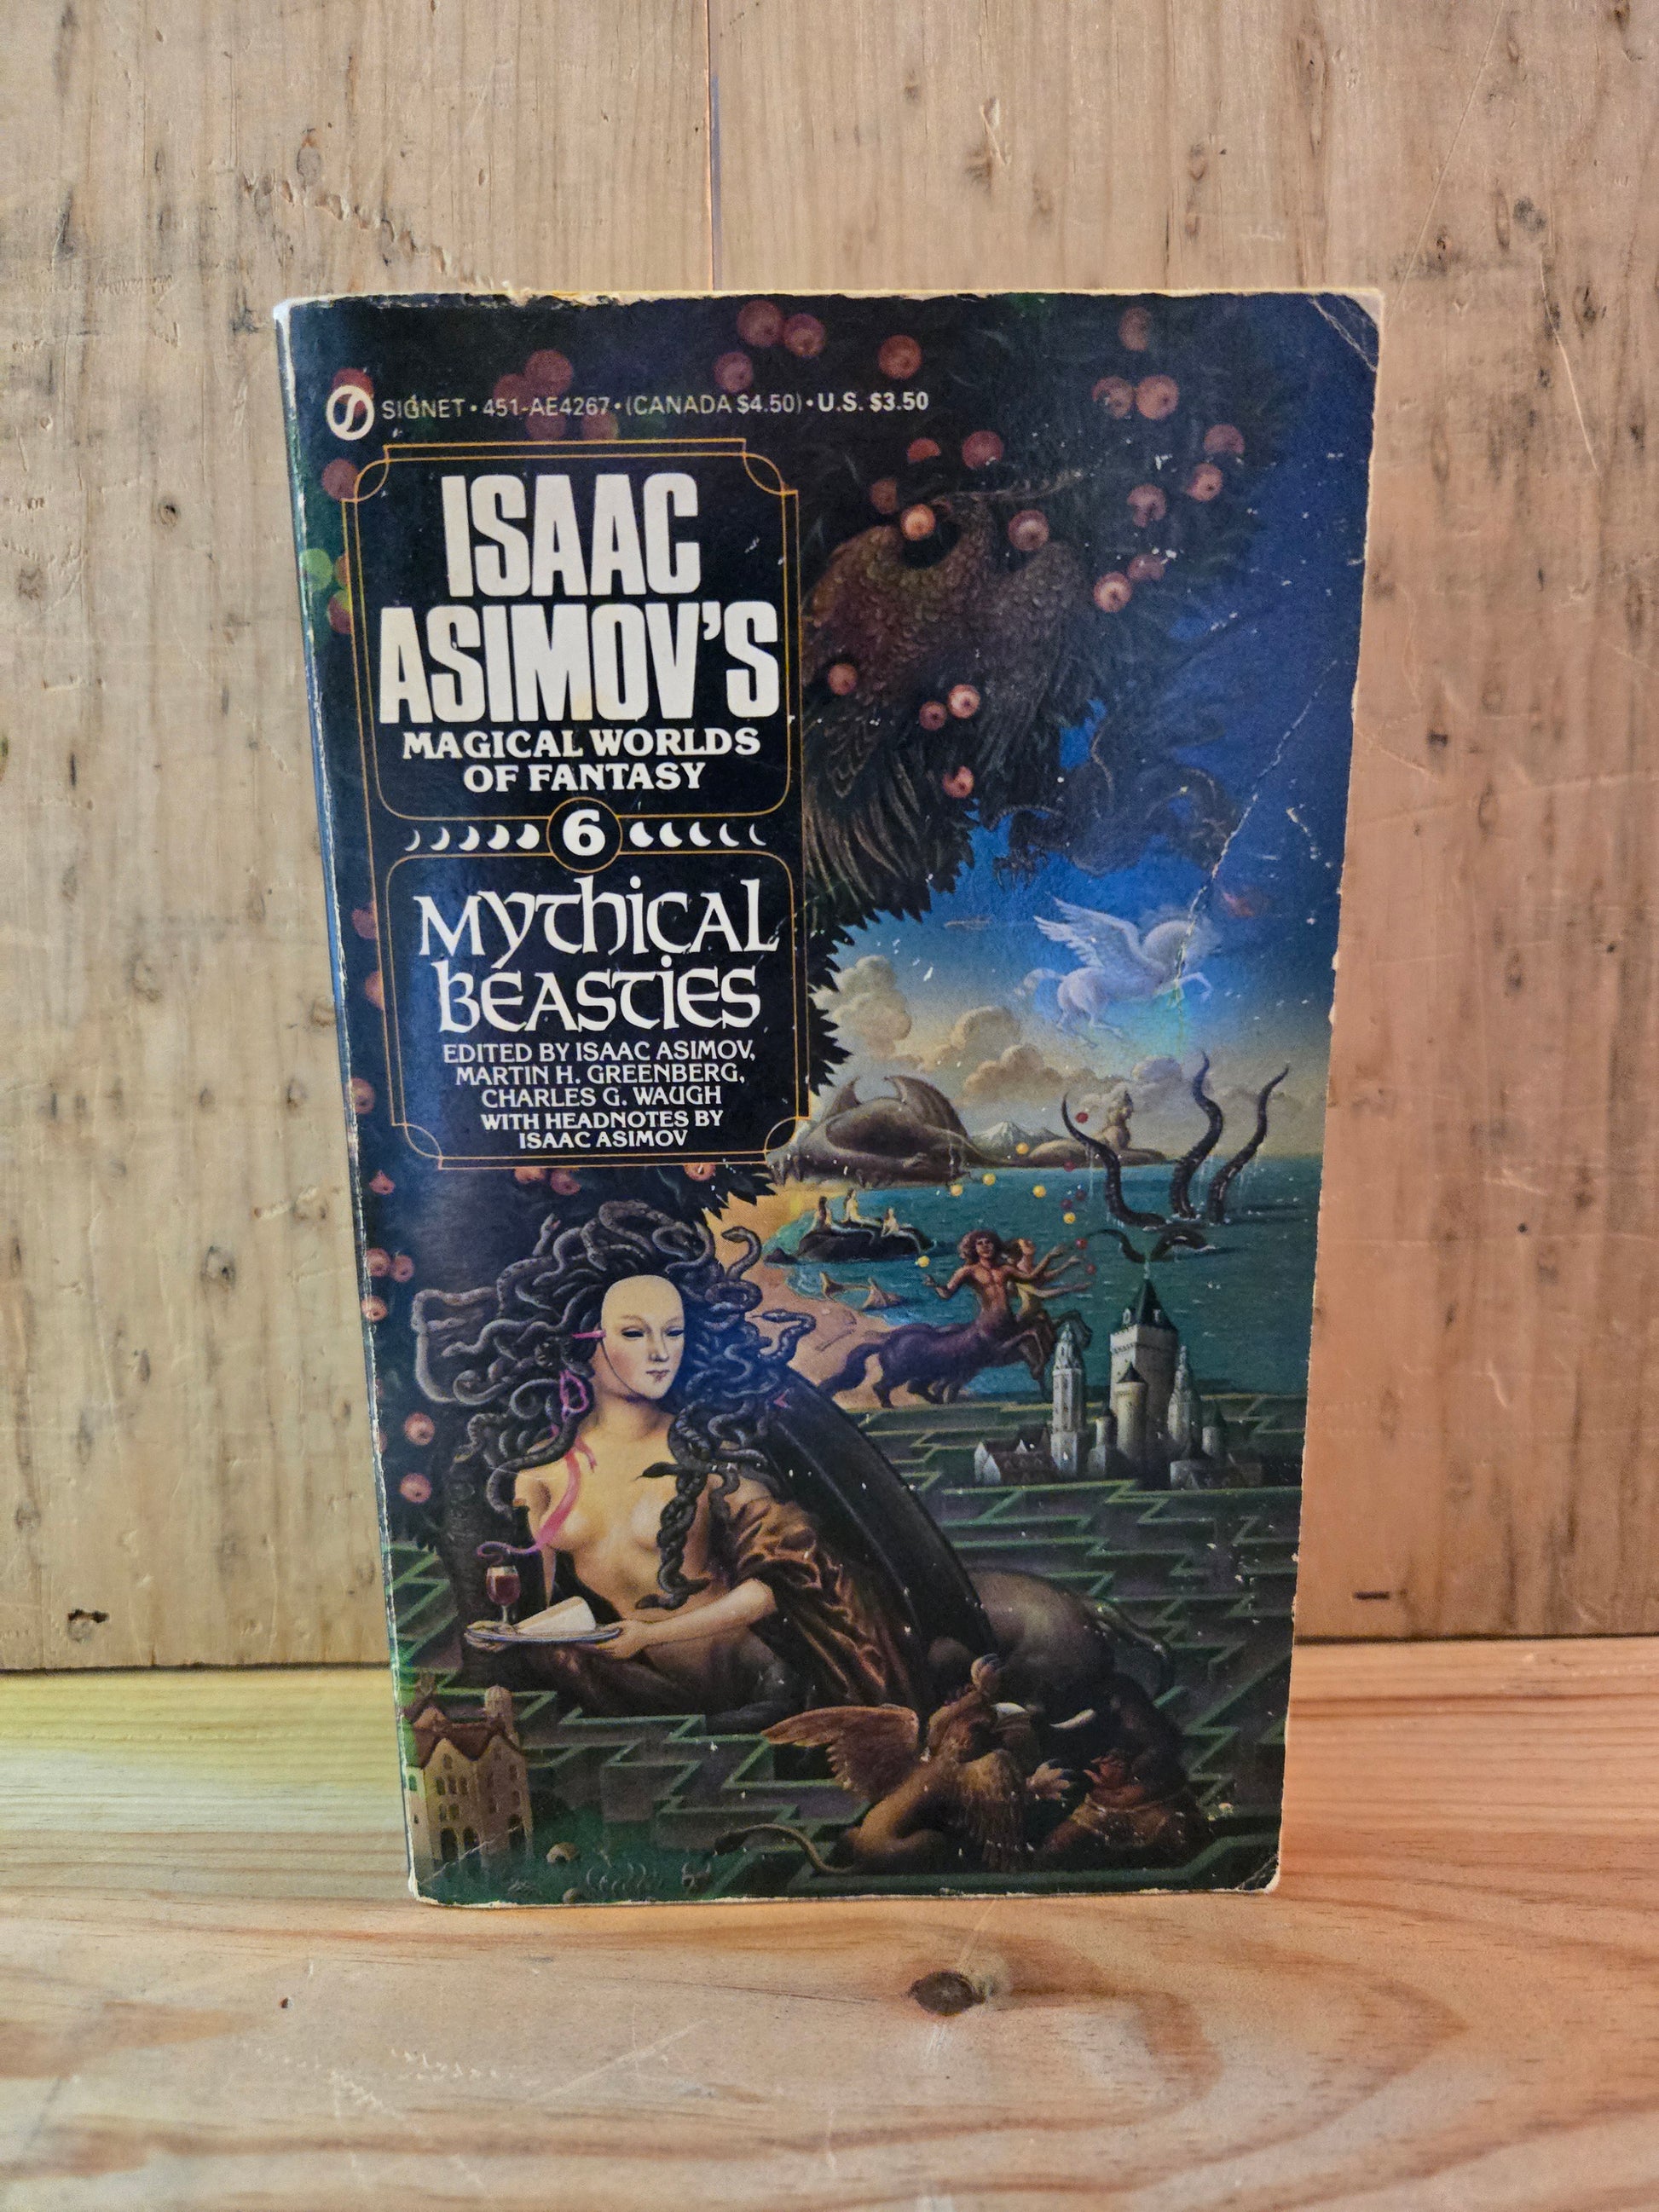 SIGNET • 451-AE4267 • (CANADA $4.50) • U.S. $3.50
ISAAC
ASIMOV'S
MAGICAL WORLDS
OF FANTASY
6
MYTHICAL
BEASTIES
EDITED BY ISAAC ASIMOV,
MARTIN H. GREENBERG,
CHARLES G. WAUGH
WITH HEADNOTES BY
ISAAC ASIMOV